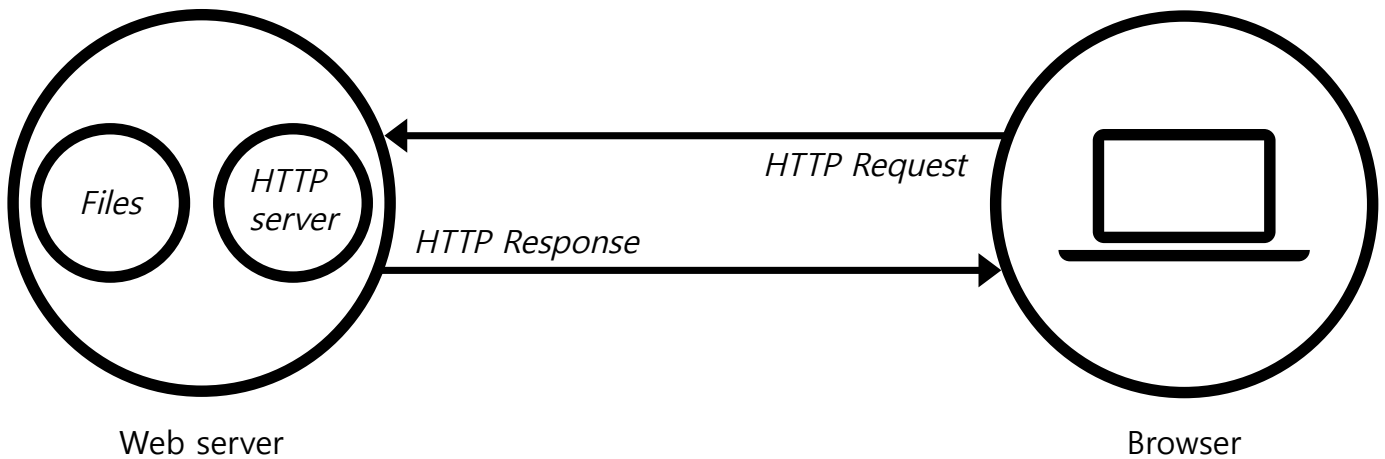 HTTP Request
Files
HTTP
server
HTTP Response
Web server
Browser